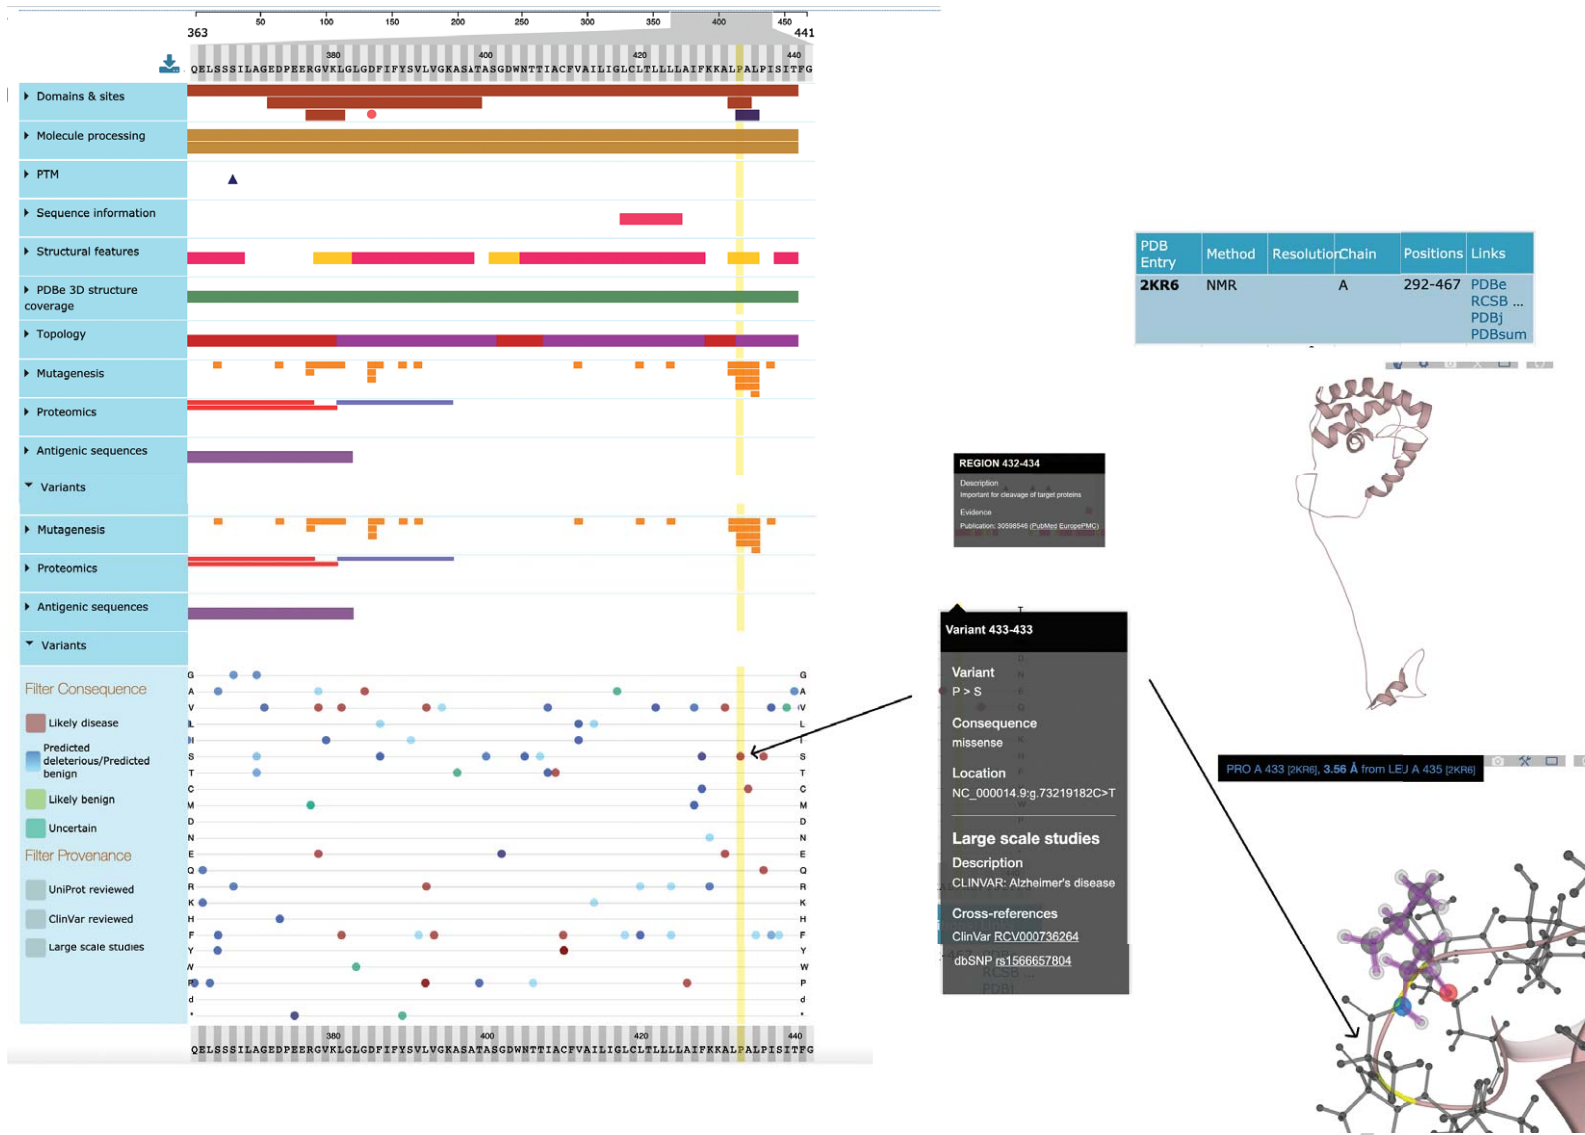 50 100 150 200 250 300 350 400 450
363 441
380 400 420 440
QELSSSILAGEDPEERGVKLGLGDFIFYSVLVGKASATASGDWNTTIACFVAILIGLCLTLLLLAIFKKALPALPISITFG
Domains & sites
Molecule processing
PTM
Sequence information
Structural features
PDBe 3D structure
coverage
Topology
Mutagenesis
Proteomics
Antigenic sequences
Variants
Mutagenesis
Proteomics
Antigenic sequences
Variants
Filter Consequence
Likely disease
Predicted
deleterious/Predicted
benign
Likely benign
Uncertain
Filter Provenance
UniProt reviewed
ClinVar reviewed
Large scale studies
G G
A A
V V
L L
I I
S S
T T
C C
M M
D D
N N
E E
Q Q
R R
K K
H H
F F
Y Y
W W
P P
d d
* *
380 400 420 440
QELSSSILAGEDPEERGVKLGLGDFIFYSVLVGKASATASGDWNTTIACFVAILIGLCLTLLLLAIFKKALPALPISITFG
REGION 432-434
Description
Important for cleavage of target proteins
Evidence
Publication: 30598546 (PubMed EuropePMC)
Variant 433-433
Variant
P > S
Consequence
missense
Location
NC_000014.9:g.73219182C>T
Large scale studies
Description
CLINVAR: Alzheimer's disease
Cross-references
ClinVar RCV000736264
dbSNP rs1566657804
RCSB ...
PDBj
PDB
Entry Method Resolution Chain Positions Links
2KR6 NMR A 292-467 PDBe
RCSB ...
PDBj
PDBsum
PRO A 433 [2KR6], 3.56 Å from LEU A 435 [2KR6]